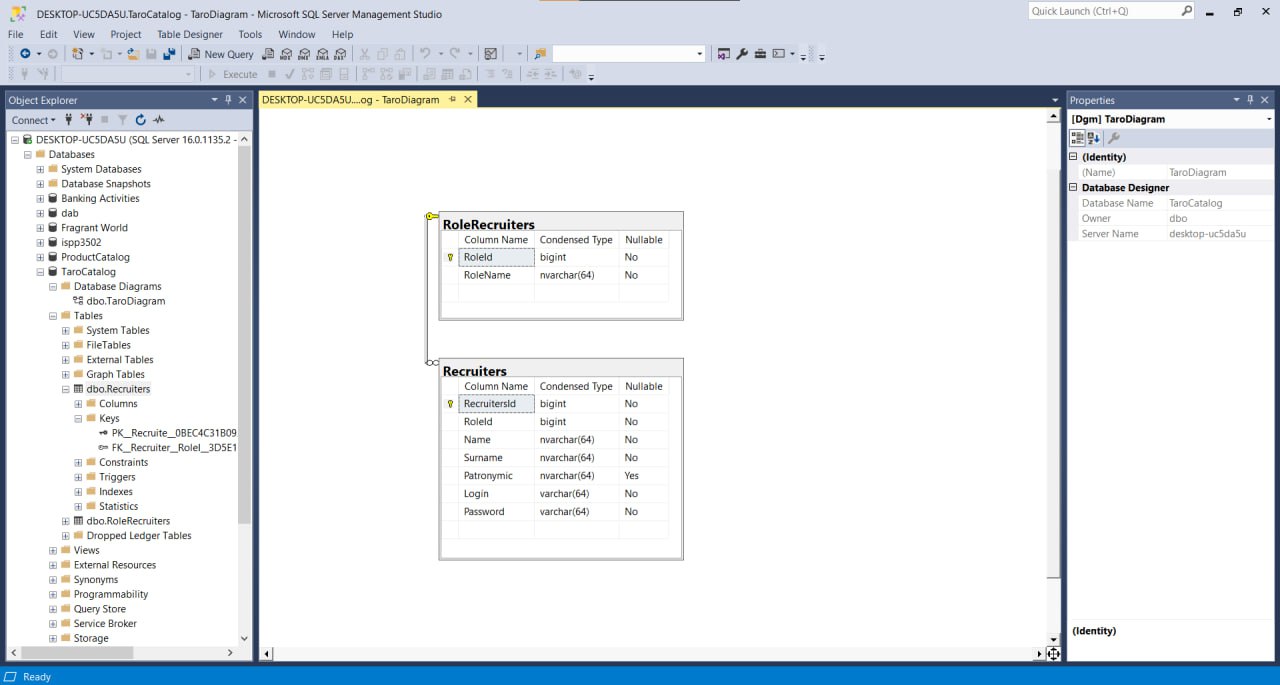 DESKTOP-UC5DA5U.TaroCatalog - TaroDiagram - Microsoft SQL Server Management Studio
Quick Launch (Ctrl+Q)
File Edit View Project Table Designer Tools Window Help
New Query
MDX DMX XMLA DAX
Execute
Object Explorer
Connect
DESKTOP-UC5DA5U (SQL Server 16.0.1135.2 -
Databases
System Databases
Database Snapshots
Banking Activities
dab
Fragrant World
ispp3502
ProductCatalog
TaroCatalog
Database Diagrams
dbo.TaroDiagram
Tables
System Tables
FileTables
External Tables
Graph Tables
dbo.Recruiters
Columns
Keys
PK__Recruite__0BEC4C31B09
FK__Recruiter__RoleI__3D5E1
Constraints
Triggers
Indexes
Statistics
dbo.RoleRecruiters
Dropped Ledger Tables
Views
External Resources
Synonyms
Programmability
Query Store
Service Broker
Storage
DESKTOP-UC5DA5U....og - TaroDiagram
RoleRecruiters
Column Name Condensed Type Nullable
RoleId bigint No
RoleName nvarchar(64) No
Recruiters
Column Name Condensed Type Nullable
RecruitersId bigint No
RoleId bigint No
Name nvarchar(64) No
Surname nvarchar(64) No
Patronymic nvarchar(64) Yes
Login varchar(64) No
Password varchar(64) No
Properties
[Dgm] TaroDiagram
(Identity)
(Name) TaroDiagram
Database Designer
Database Name TaroCatalog
Owner dbo
Server Name desktop-uc5da5u
(Identity)
Ready